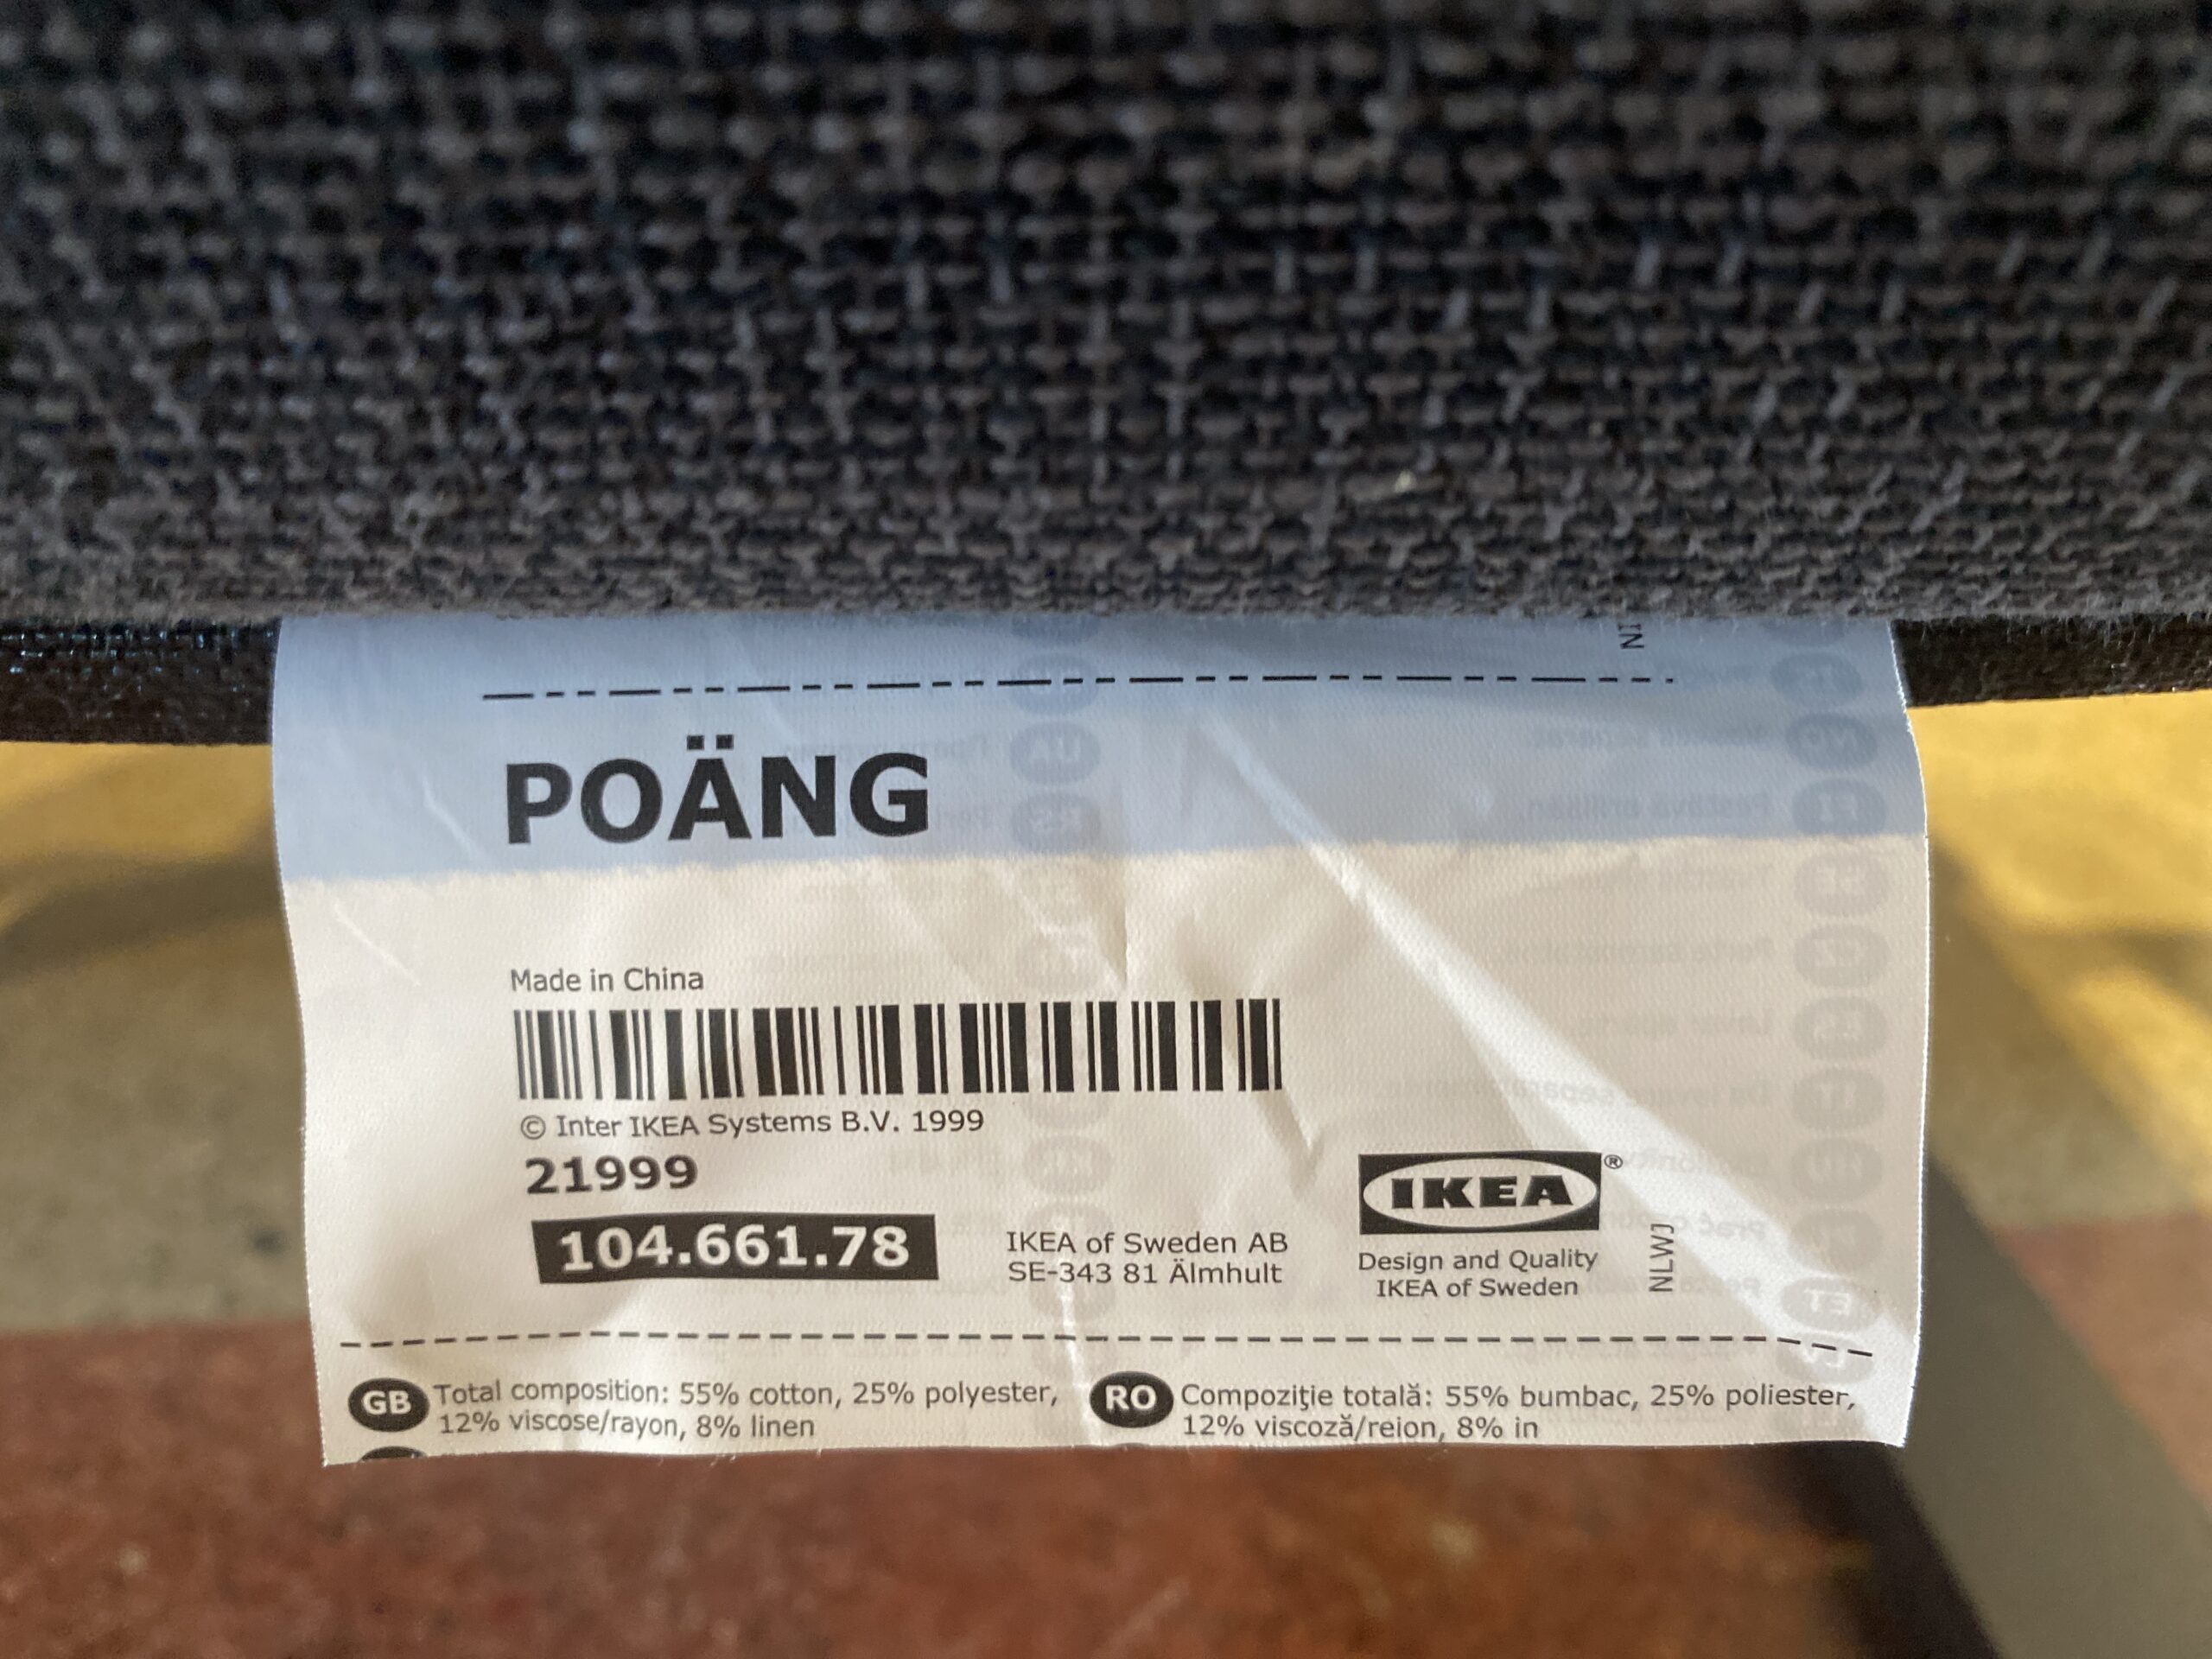 POÄNG
Made in China
© Inter IKEA Systems B.V. 1999
21999
104.661.78
IKEA of Sweden AB
SE-343 81 Älmhult
IKEA®
Design and Quality
IKEA of Sweden
NLWJ
GB Total composition: 55% cotton, 25% polyester,
12% viscose/rayon, 8% linen
RO Compoziţie totală: 55% bumbac, 25% poliester,
12% viscoză/reion, 8% in